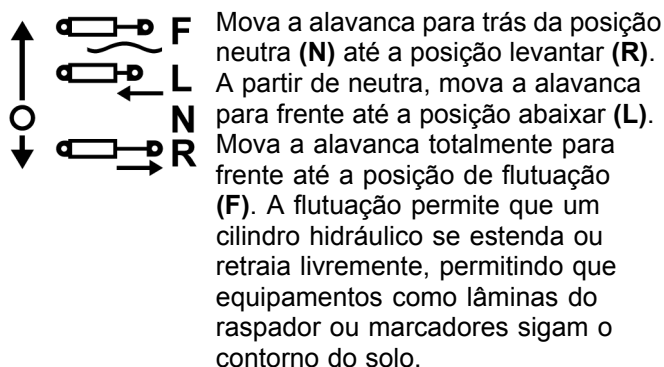 F
L
N
R
Mova a alavanca para trás da posição
neutra (N) até a posição levantar (R).
A partir de neutra, mova a alavanca
para frente até a posição abaixar (L).
Mova a alavanca totalmente para
frente até a posição de flutuação
(F). A flutuação permite que um
cilindro hidráulico se estenda ou
retraia livremente, permitindo que
equipamentos como lâminas do
raspador ou marcadores sigam o
contorno do solo.